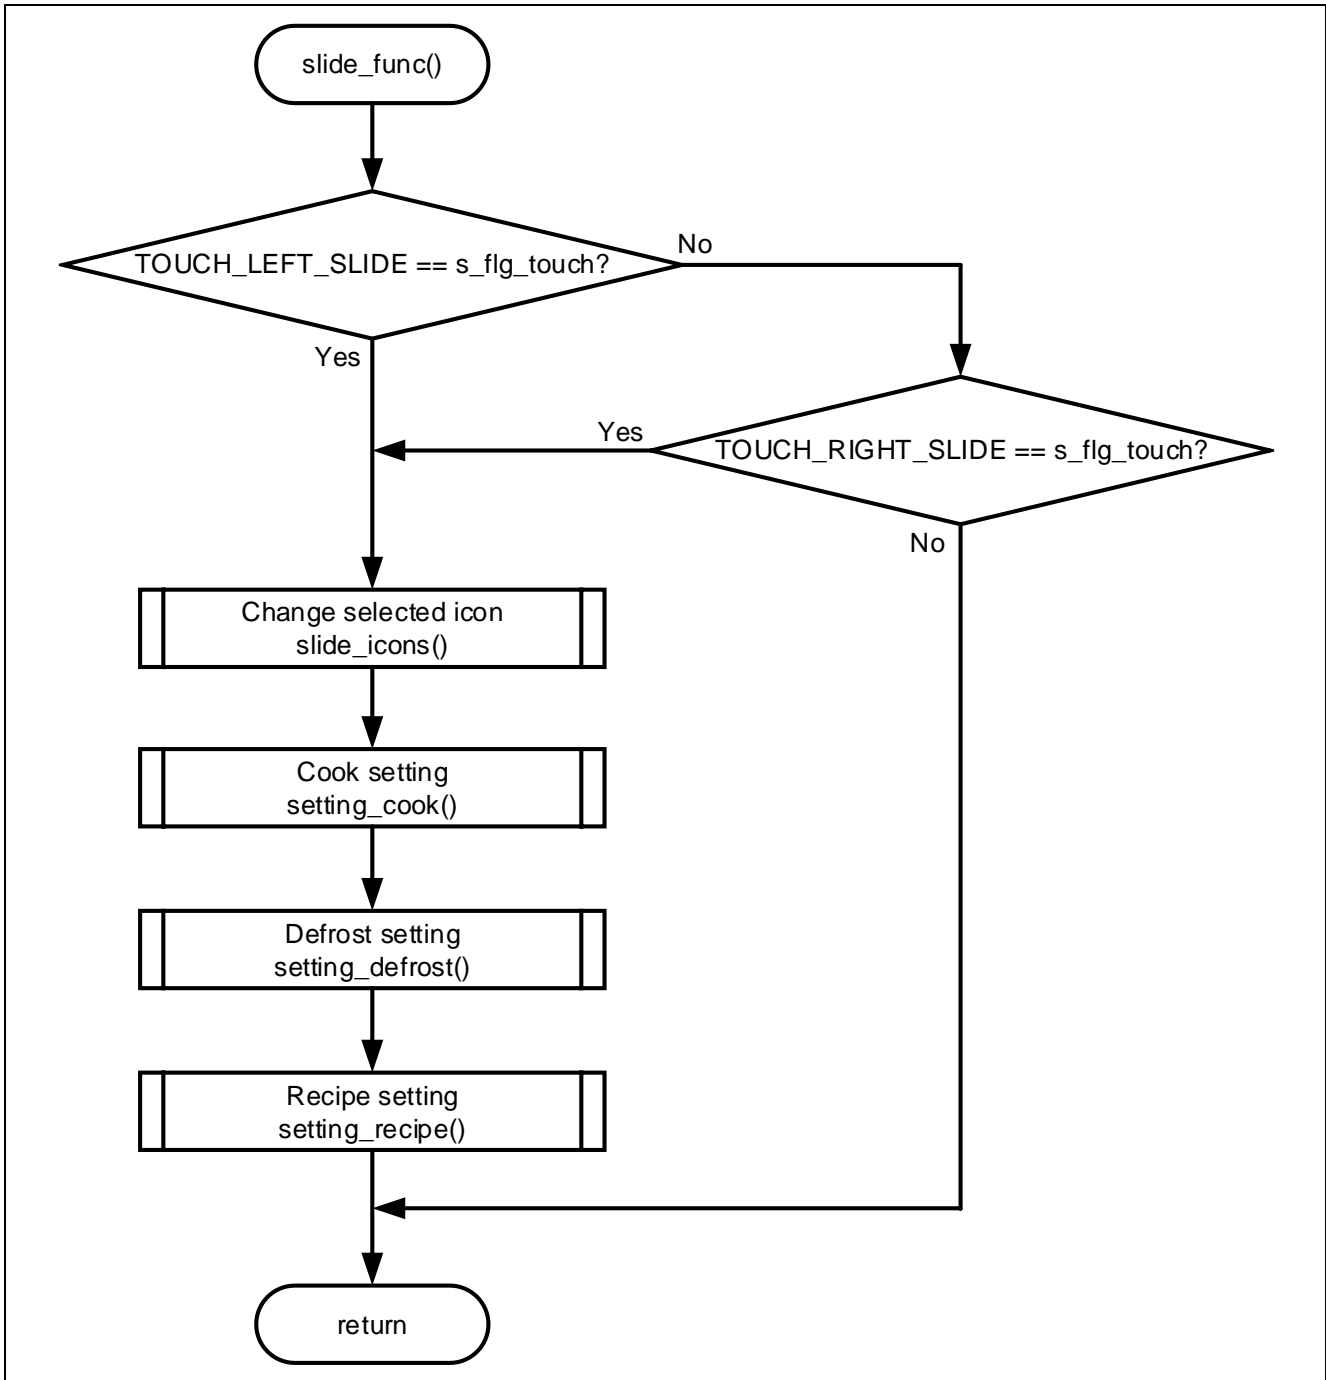 slide_func()
TOUCH_LEFT_SLIDE == s_flg_touch?
No
Yes
TOUCH_RIGHT_SLIDE == s_flg_touch?
Yes
No
Change selected icon
slide_icons()
Cook setting
setting_cook()
Defrost setting
setting_defrost()
Recipe setting
setting_recipe()
return